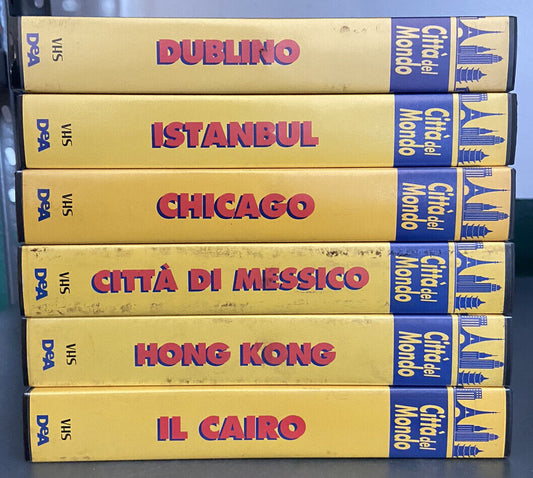 DeA VHS DUBLINO Città del Mondo
DeA VHS ISTANBUL Città del Mondo
DeA VHS CHICAGO Città del Mondo
DeA VHS CITTÀ DI MESSICO Città del Mondo
DeA VHS HONG KONG Città del Mondo
DeA VHS IL CAIRO Città del Mondo